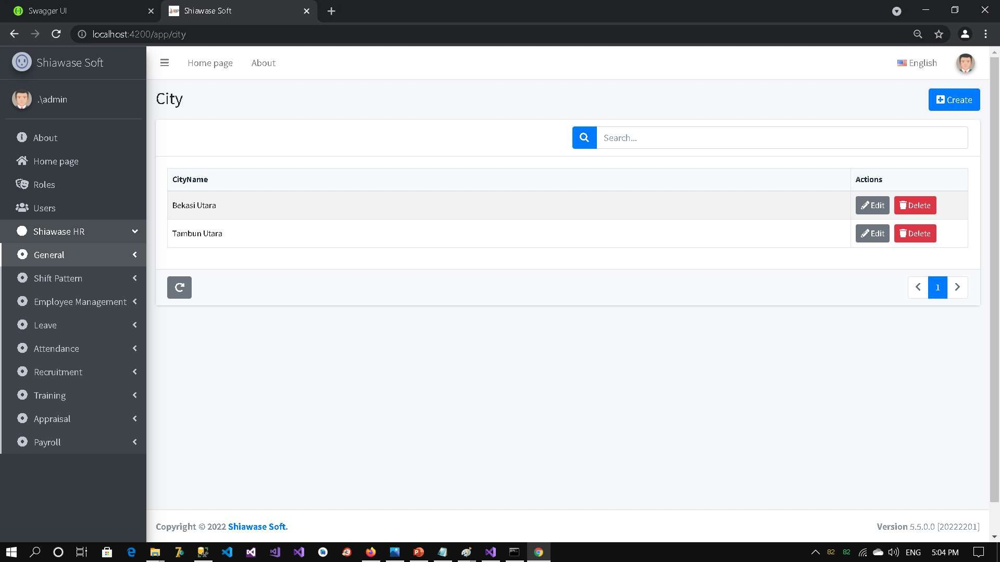 Swagger UI
Shiawase Soft
localhost:4200/app/city
Shiawase Soft
Home page
About
English
.\admin
City
Create
About
Home page
Roles
Users
Shiawase HR
General
Shift Pattern
Employee Management
Leave
Attendance
Recruitment
Training
Appraisal
Payroll
Search...
CityName
Actions
Bekasi Utara
Edit
Delete
Tambun Utara
Edit
Delete
1
Copyright © 2022 Shiawase Soft.
Version 5.5.0.0 [20222201]
82
82
ENG
5:04 PM